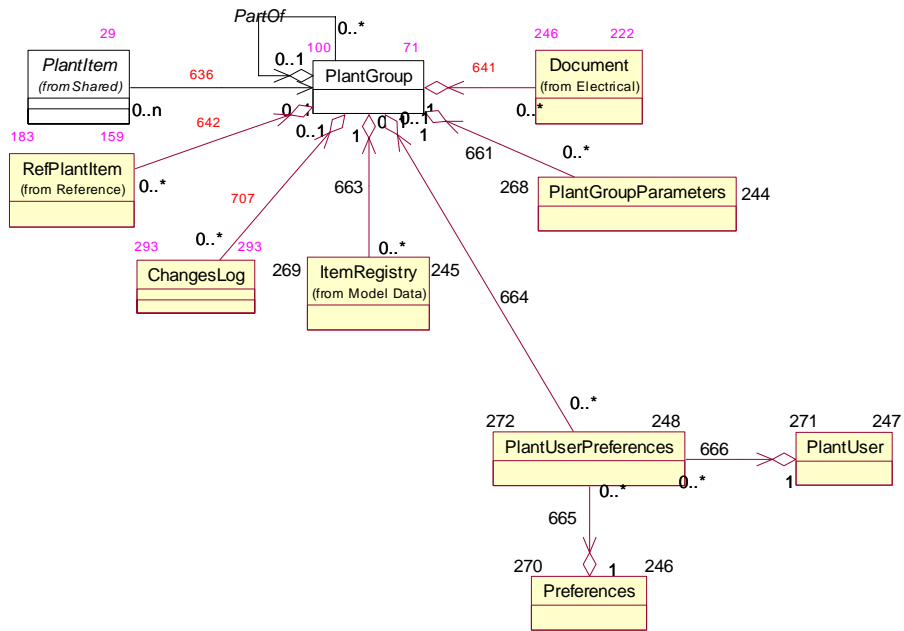 PartOf
0..*
29
0..1
100
71
246
222
PlantItem
(from Shared)
636
PlantGroup
641
Document
(from Electrical)
0..n
0..*
0..1
1
1
183
159
642
661
0..*
RefPlantItem
(from Reference)
0..*
663
268
PlantGroupParameters
244
707
0..*
293
293
0..*
ChangesLog
269
ItemRegistry
(from Model Data)
245
664
0..*
272
248
271
247
PlantUserPreferences
666
PlantUser
0..*
0..*
1
665
270
1
246
Preferences